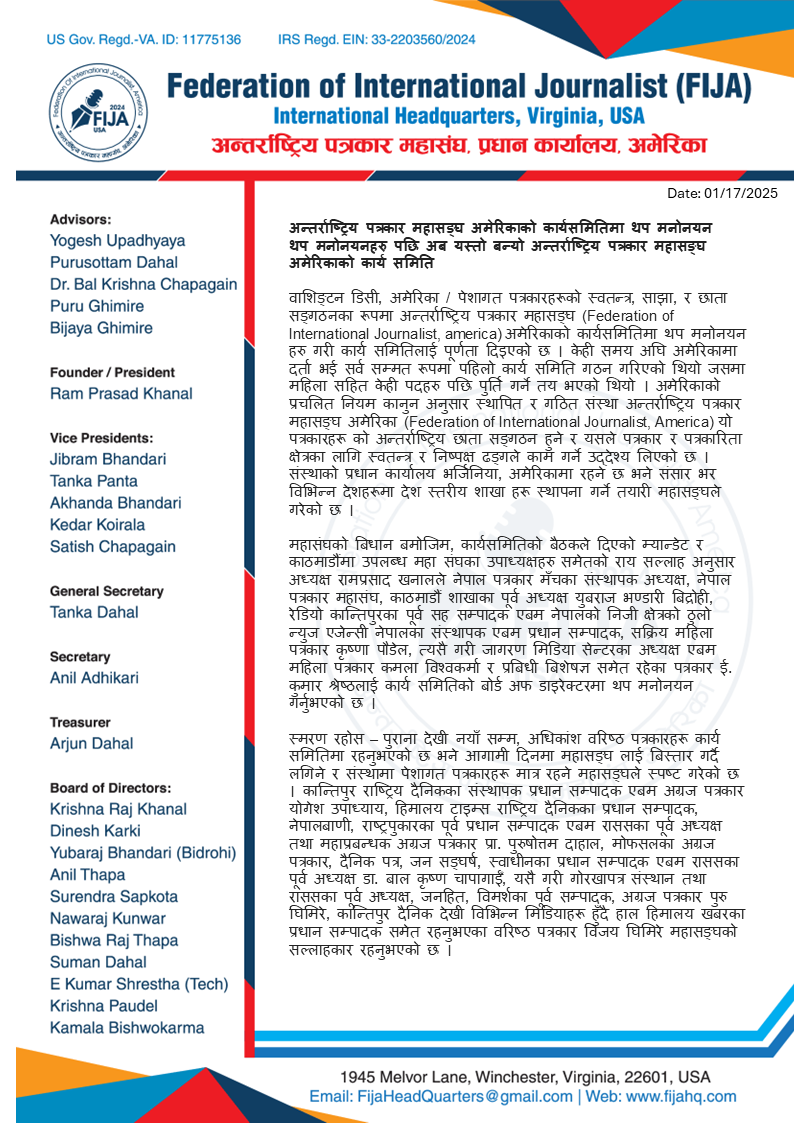 US Gov. Regd.-VA. ID: 11775136 IRS Regd. EIN: 33-2203560/2024
Federation of International Journalist (FIJA)
International Headquarters, Virginia, USA
अन्तर्राष्ट्रिय पत्रकार महासंघ, प्रधान कार्यालय, अमेरिका
Federation Of International Journalist, America
2024
FIJA
USA
अन्तर्राष्ट्रिय पत्रकार महासंघ, अमेरिका
Date: 01/17/2025
Advisors:
Yogesh Upadhyaya
Purusottam Dahal
Dr. Bal Krishna Chapagain
Puru Ghimire
Bijaya Ghimire
Founder / President
Ram Prasad Khanal
Vice Presidents:
Jibram Bhandari
Tanka Panta
Akhanda Bhandari
Kedar Koirala
Satish Chapagain
General Secretary
Tanka Dahal
Secretary
Anil Adhikari
Treasurer
Arjun Dahal
Board of Directors:
Krishna Raj Khanal
Dinesh Karki
Yubaraj Bhandari (Bidrohi)
Anil Thapa
Surendra Sapkota
Nawaraj Kunwar
Bishwa Raj Thapa
Suman Dahal
E Kumar Shrestha (Tech)
Krishna Paudel
Kamala Bishwokarma
अन्तर्राष्ट्रिय पत्रकार महासङ्घ अमेरिकाको कार्यसमितिमा थप मनोनयन
थप मनोनयनहरु पछि अब यस्तो बन्यो अन्तर्राष्ट्रिय पत्रकार महासङ्घ
अमेरिकाको कार्य समिति
वाशिङ्टन डिसी, अमेरिका / पेशागत पत्रकारहरूको स्वतन्त्र, साझा, र छाता
सङ्गठनका रूपमा अन्तर्राष्ट्रिय पत्रकार महासङ्घ (Federation of
International Journalist, america) अमेरिकाको कार्यसमितिमा थप मनोनयन
हरु गरी कार्य समितिलाई पूर्णता दिइएको छ । केही समय अघि अमेरिकामा
दर्ता भई सर्व सम्मत रूपमा पहिलो कार्य समिति गठन गरिएको थियो जसमा
महिला सहित केही पद्हरु पछि पुर्ति गर्ने तय भएको थियो । अमेरिकाको
प्रचलित नियम कानुन अनुसार स्थापित र गठित संस्था अन्तर्राष्ट्रिय पत्रकार
महासङ्घ अमेरिका (Federation of International Journalist, America) यो
पत्रकारहरू को अन्तर्राष्ट्रिय छाता सङ्गठन हुने र यसले पत्रकार र पत्रकारिता
क्षेत्रका लागि स्वतन्त्र र निष्पक्ष ढङ्गले काम गर्ने उद्देश्य लिएको छ ।
संस्थाको प्रधान कार्यालय भर्जिनिया, अमेरिकामा रहने छ भने संसार भर
विभिन्न देशहरूमा देश स्तरीय शाखा हरू स्थापना गर्ने तयारी महासङ्घले
गरेको छ ।
महासंघको बिधान बमोजिम, कार्यसमितिको बैठकले दिएको म्यान्डेट र
काठमाडौंमा उपलब्ध महा संघका उपाध्यक्षहरु समेतको राय सल्लाह अनुसार
अध्यक्ष रामप्रसाद खनालले नेपाल पत्रकार मँचका संस्थापक अध्यक्ष, नेपाल
पत्रकार महासंघ, काठमाडौं शाखाका पूर्व अध्यक्ष युबराज भण्डारी बिद्रोही,
रेडियो कान्तिपुरका पूर्व सह सम्पादक एबम नेपालको निजी क्षेत्रको ठुलो
न्युज एजेन्सी नेपालका संस्थापक एबम प्रधान सम्पादक, सक्रिय महिला
पत्रकार कृष्णा पौडेल, त्यसै गरी जागरण मिडिया सेन्टरका अध्यक्ष एबम
महिला पत्रकार कमला विश्वकर्मा र प्रबिधी बिशेषज्ञ समेत रहेका पत्रकार ई.
कुमार श्रेष्ठलाई कार्य समितिको बोर्ड अफ डाइरेक्टरमा थप मनोनयन
गर्नुभएको छ ।
स्मरण रहोस – पुराना देखी नयाँ सम्म, अधिकांश वरिष्ठ पत्रकारहरू कार्य
समितिमा रहनुभएको छ भने आगामी दिनमा महासङ्घ लाई बिस्तार गर्दै
लगिने र संस्थामा पेशागत पत्रकारहरू मात्र रहने महासङ्घले स्पष्ट गरेको छ
। कान्तिपुर राष्ट्रिय दैनिकका संस्थापक प्रधान सम्पादक एबम अग्रज पत्रकार
योगेश उपाध्याय, हिमालय टाइम्स राष्ट्रिय दैनिकका प्रधान सम्पादक,
नेपालबाणी, राष्ट्रपुकारका पूर्व प्रधान सम्पादक एबम राससका पूर्व अध्यक्ष
तथा महाप्रबन्धक अग्रज पत्रकार प्रा. पुरुषोत्तम दाहाल, मोफसलका अग्रज
पत्रकार, दैनिक पत्र, जन सङ्घर्ष, स्वाधीनका प्रधान सम्पादक एबम राससका
पूर्व अध्यक्ष डा. बाल कृष्ण चापागाईँ, यसै गरी गोरखापत्र संस्थान तथा
राससका पूर्व अध्यक्ष, जनहित, विमर्शका पूर्व सम्पादक, अग्रज पत्रकार पुरु
घिमिरे, कान्तिपुर दैनिक देखी विभिन्न मिडियाहरू हुँदै हाल हिमालय खबरका
प्रधान सम्पादक समेत रहनुभएका वरिष्ठ पत्रकार विजय घिमिरे महासङ्घको
सल्लाहकार रहनुभएको छ ।
1945 Melvor Lane, Winchester, Virginia, 22601, USA
Email: FijaHeadQuarters@gmail.com | Web: www.fijahq.com